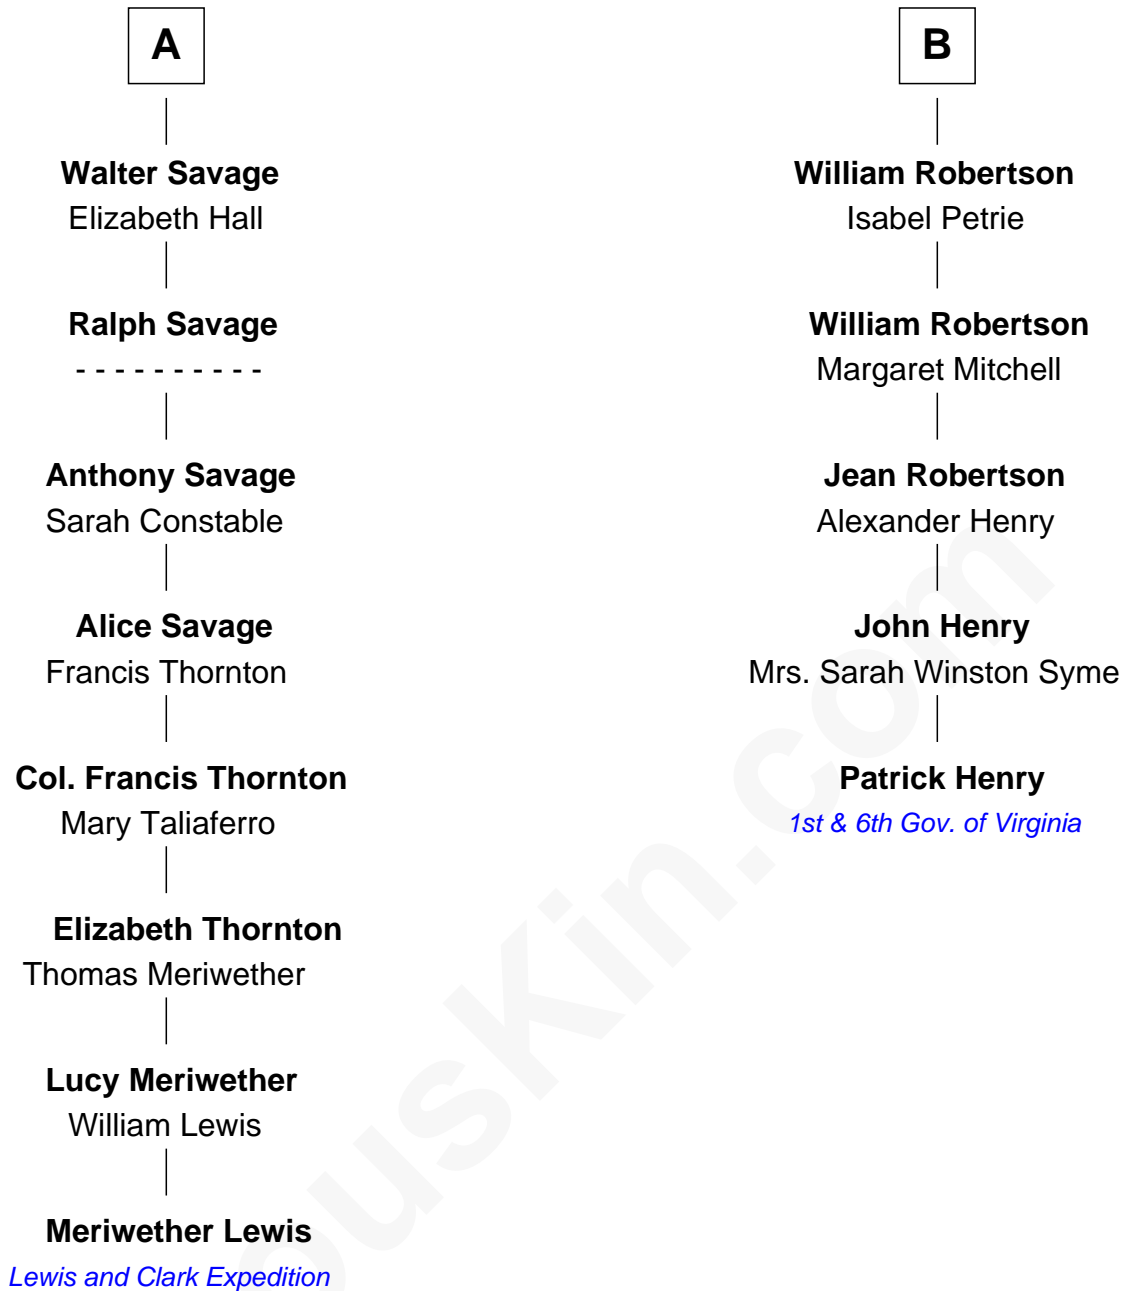 A
Walter Savage
Elizabeth Hall
Ralph Savage
- - - - - - - - - -
Anthony Savage
Sarah Constable
Alice Savage
Francis Thornton
Col. Francis Thornton
Mary Taliaferro
Elizabeth Thornton
Thomas Meriwether
Lucy Meriwether
William Lewis
Meriwether Lewis
Lewis and Clark Expedition
B
William Robertson
Isabel Petrie
William Robertson
Margaret Mitchell
Jean Robertson
Alexander Henry
John Henry
Mrs. Sarah Winston Syme
Patrick Henry
1st & 6th Gov. of Virginia
ousKin.com